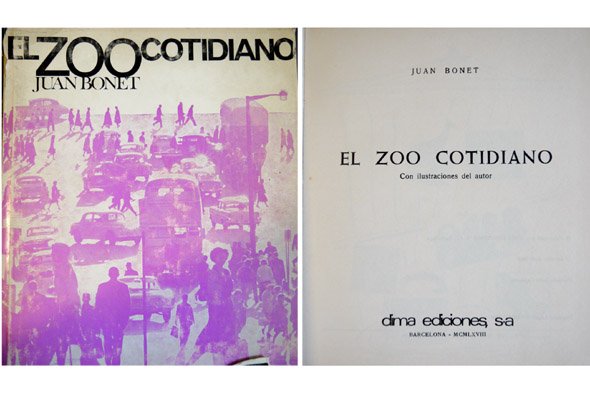 EL ZOO COTIDIANO
JUAN BONET
JUAN BONET
EL ZOO COTIDIANO
Con ilustraciones del autor
dima ediciones, s·a
BARCELONA - MCMLXVIII